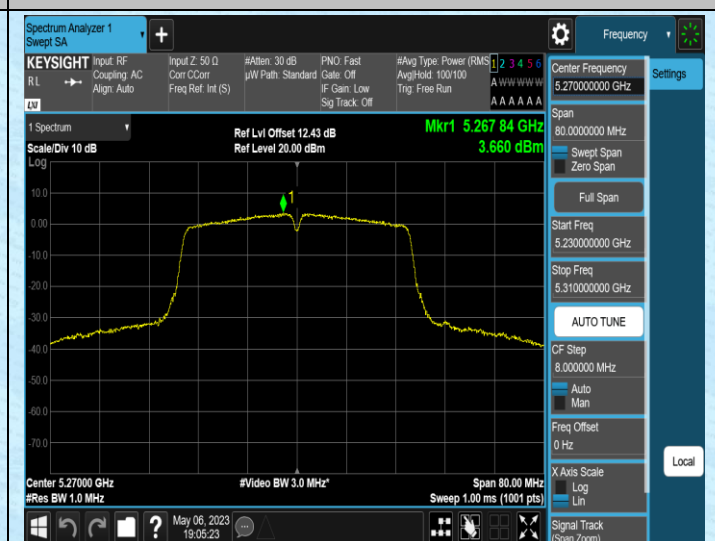 Spectrum Analyzer 1
Swept SA
+
Frequency
KEYSIGHT
RL
LXI
Input: RF
Coupling: AC
Align: Auto
Input Z: 50 Ω
Corr CCorr
Freq Ref: Int (S)
#Atten: 30 dB
µW Path: Standard
PNO: Fast
Gate: Off
IF Gain: Low
Sig Track: Off
#Avg Type: Power (RMS
Avg|Hold: 100/100
Trig: Free Run
1 2 3 4 5 6
A W W W W W
A A A A A A
1 Spectrum
Scale/Div 10 dB
Log
Ref Lvl Offset 12.43 dB
Ref Level 20.00 dBm
Mkr1 5.267 84 GHz
3.660 dBm
1
10.0
0.00
-10.0
-20.0
-30.0
-40.0
-50.0
-60.0
-70.0
Center 5.27000 GHz
#Res BW 1.0 MHz
#Video BW 3.0 MHz*
Span 80.00 MHz
Sweep 1.00 ms (1001 pts)
?
May 06, 2023
19:05:23
Center Frequency
5.270000000 GHz
Span
80.0000000 MHz
Swept Span
Zero Span
Full Span
Start Freq
5.230000000 GHz
Stop Freq
5.310000000 GHz
AUTO TUNE
CF Step
8.000000 MHz
Auto
Man
Freq Offset
0 Hz
X Axis Scale
Log
Lin
Signal Track
(Span Zoom)
Settings
Local